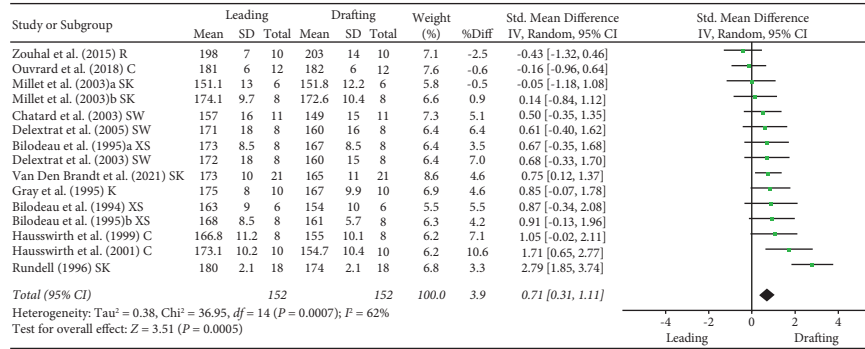 Study or Subgroup Leading Drafting Weight (%) %Diff Std. Mean Difference IV, Random, 95% CI Std. Mean Difference IV, Random, 95% CI
Mean SD Total Mean SD Total
Zouhal et al. (2015) R 198 7 10 203 14 10 7.1 -2.5 -0.43 [-1.32, 0.46]
Ouvrard et al. (2018) C 181 6 12 182 6 12 7.6 -0.6 -0.16 [-0.96, 0.64]
Millet et al. (2003)a SK 151.1 13 6 151.8 12.2 6 5.8 -0.5 -0.05 [-1.18, 1.08]
Millet et al. (2003)b SK 174.1 9.7 8 172.6 10.4 8 6.6 0.9 0.14 [-0.84, 1.12]
Chatard et al. (2003) SW 157 16 11 149 15 11 7.3 5.1 0.50 [-0.35, 1.35]
Delextrat et al. (2005) SW 171 18 8 160 16 8 6.4 6.4 0.61 [-0.40, 1.62]
Bilodeau et al. (1995)a XS 173 8.5 8 167 8.5 8 6.4 3.5 0.67 [-0.35, 1.68]
Delextrat et al. (2003) SW 172 18 8 160 15 8 6.4 7.0 0.68 [-0.33, 1.70]
Van Den Brandt et al. (2021) SK 173 10 21 165 11 21 8.6 4.6 0.75 [0.12, 1.37]
Gray et al. (1995) K 175 8 10 167 9.9 10 6.9 4.6 0.85 [-0.07, 1.78]
Bilodeau et al. (1994) XS 163 9 6 154 10 6 5.5 5.5 0.87 [-0.34, 2.08]
Bilodeau et al. (1995)b XS 168 8.5 8 161 5.7 8 6.3 4.2 0.91 [-0.13, 1.96]
Hausswirth et al. (1999) C 166.8 11.2 8 155 10.1 8 6.2 7.1 1.05 [-0.02, 2.11]
Hausswirth et al. (2001) C 173.1 10.2 10 154.7 10.4 10 6.2 10.6 1.71 [0.65, 2.77]
Rundell (1996) SK 180 2.1 18 174 2.1 18 6.8 3.3 2.79 [1.85, 3.74]
Total (95% CI) 152 152 100.0 3.9 0.71 [0.31, 1.11]
Heterogeneity: Tau² = 0.38, Chi² = 36.95, df = 14 (P = 0.0007); I² = 62%
Test for overall effect: Z = 3.51 (P = 0.0005)
-4 -2 0 2 4
Leading Drafting